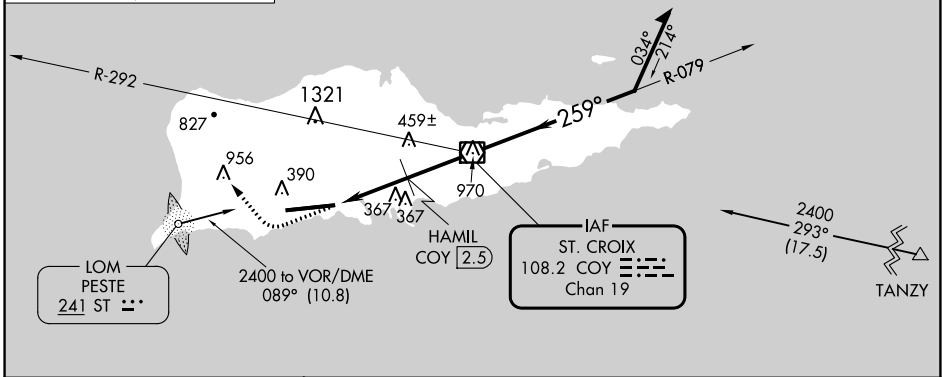 034°
214°
R-079
R-292
1321
259°
827
459±
956
390
970
367
367
HAMIL
COY 2.5
IAF
ST. CROIX
108.2 COY
Chan 19
2400
293°
(17.5)
TANZY
LOM
PESTE
241 ST
2400 to VOR/DME
089° (10.8)